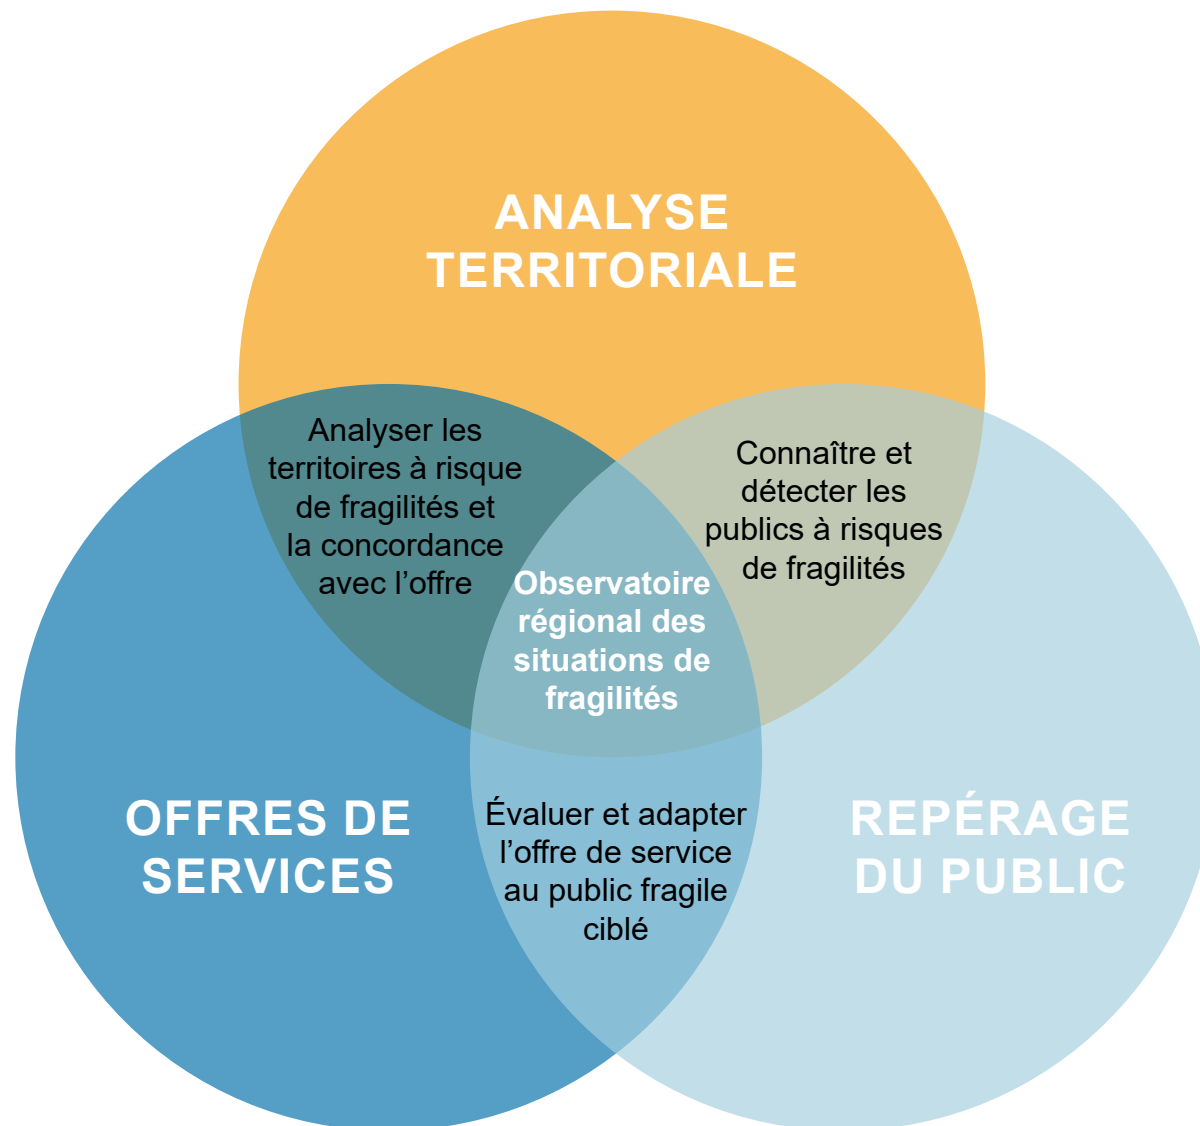 ANALYSE
TERRITORIALE
Analyser les
territoires à risque
de fragilités et
la concordance
avec l’offre
Connaître et
détecter les
publics à risques
de fragilités
Observatoire
régional des
situations de
fragilités
OFFRES DE
SERVICES
Évaluer et adapter
l’offre de service
au public fragile
ciblé
REPÉRAGE
DU PUBLIC